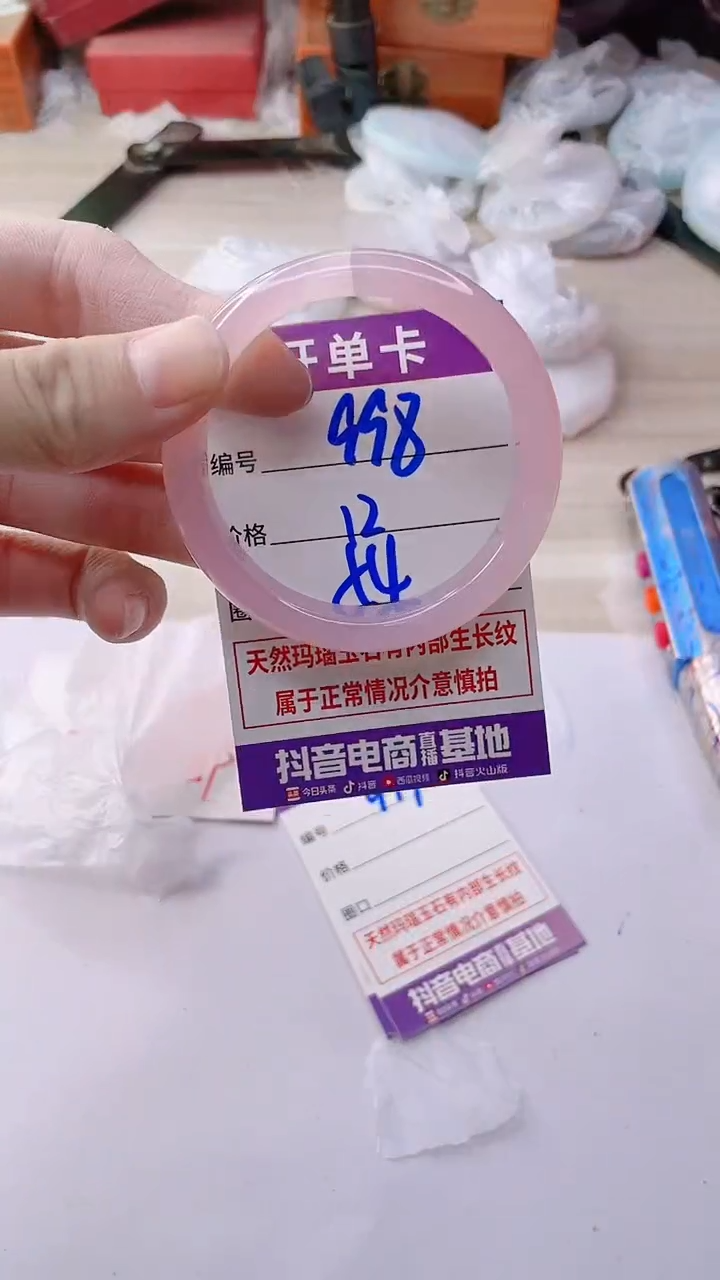 开单卡
编号 998
价格 12
54
圈
天然玛瑙玉石有内部生长纹
属于正常情况介意慎拍
抖音电商直播基地
今日头条 抖音 西瓜视频 抖音火山版
编号
价格
圈口
天然玛瑙玉石有内部生长纹
属于正常情况介意慎拍
抖音电商直播基地